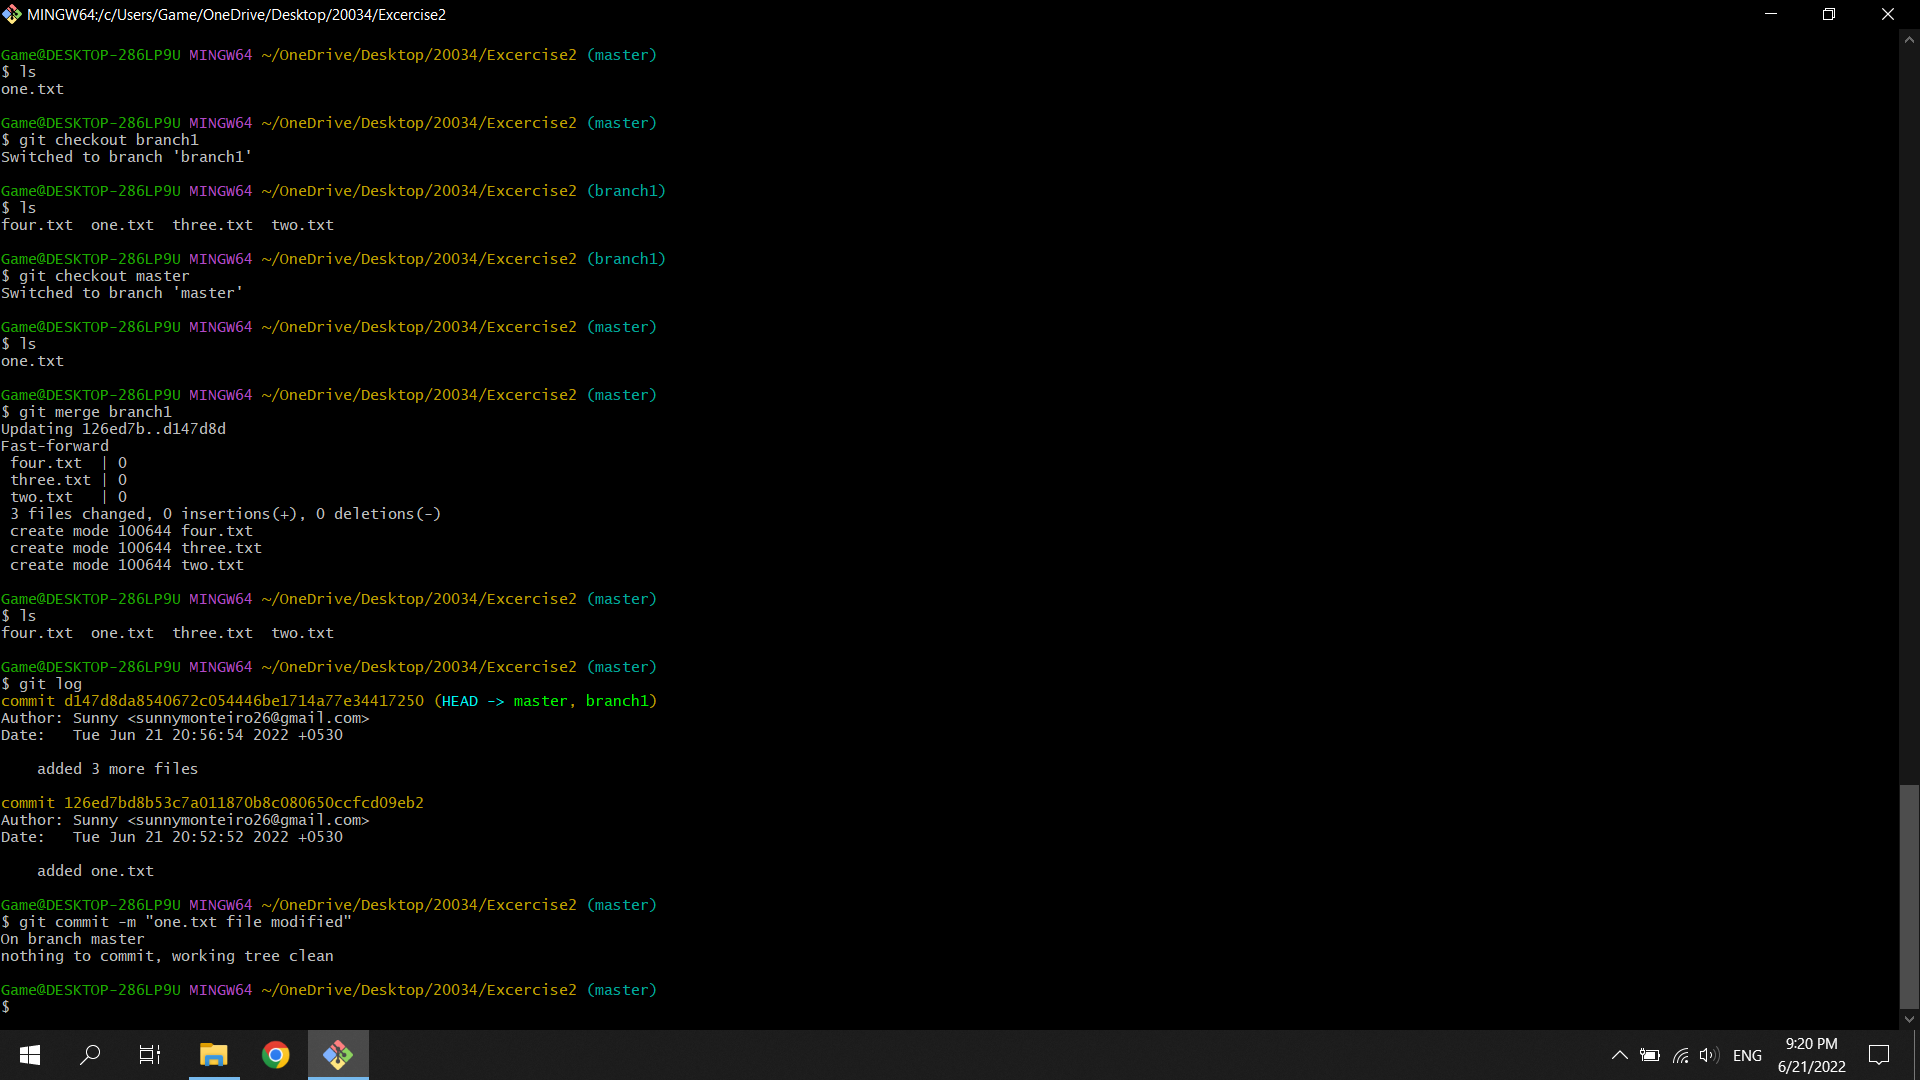 MINGW64:/c/Users/Game/OneDrive/Desktop/20034/Excercise2
Game@DESKTOP-286LP9U MINGW64 ~/OneDrive/Desktop/20034/Excercise2 (master)
$ ls
one.txt
Game@DESKTOP-286LP9U MINGW64 ~/OneDrive/Desktop/20034/Excercise2 (master)
$ git checkout branch1
Switched to branch 'branch1'
Game@DESKTOP-286LP9U MINGW64 ~/OneDrive/Desktop/20034/Excercise2 (branch1)
$ ls
four.txt  one.txt  three.txt  two.txt
Game@DESKTOP-286LP9U MINGW64 ~/OneDrive/Desktop/20034/Excercise2 (branch1)
$ git checkout master
Switched to branch 'master'
Game@DESKTOP-286LP9U MINGW64 ~/OneDrive/Desktop/20034/Excercise2 (master)
$ ls
one.txt
Game@DESKTOP-286LP9U MINGW64 ~/OneDrive/Desktop/20034/Excercise2 (master)
$ git merge branch1
Updating 126ed7b..d147d8d
Fast-forward
 four.txt  | 0
 three.txt | 0
 two.txt   | 0
 3 files changed, 0 insertions(+), 0 deletions(-)
 create mode 100644 four.txt
 create mode 100644 three.txt
 create mode 100644 two.txt
Game@DESKTOP-286LP9U MINGW64 ~/OneDrive/Desktop/20034/Excercise2 (master)
$ ls
four.txt  one.txt  three.txt  two.txt
Game@DESKTOP-286LP9U MINGW64 ~/OneDrive/Desktop/20034/Excercise2 (master)
$ git log
commit d147d8da8540672c054446be1714a77e34417250 (HEAD -> master, branch1)
Author: Sunny <sunnymonteiro26@gmail.com>
Date:   Tue Jun 21 20:56:54 2022 +0530
    added 3 more files
commit 126ed7bd8b53c7a011870b8c080650ccfcd09eb2
Author: Sunny <sunnymonteiro26@gmail.com>
Date:   Tue Jun 21 20:52:52 2022 +0530
    added one.txt
Game@DESKTOP-286LP9U MINGW64 ~/OneDrive/Desktop/20034/Excercise2 (master)
$ git commit -m "one.txt file modified"
On branch master
nothing to commit, working tree clean
Game@DESKTOP-286LP9U MINGW64 ~/OneDrive/Desktop/20034/Excercise2 (master)
$
ENG
9:20 PM
6/21/2022